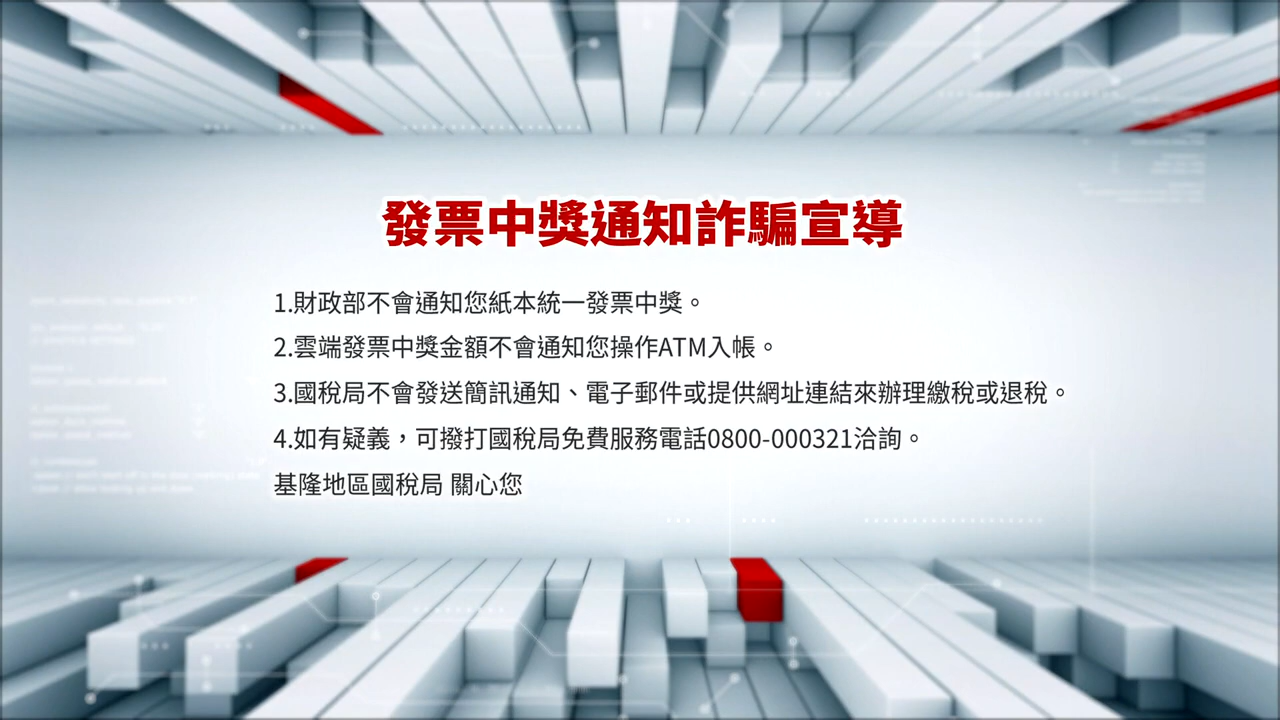 發票中獎通知詐騙宣導
1.財政部不會通知您紙本統一發票中獎。
2.雲端發票中獎金額不會通知您操作ATM入帳。
3.國稅局不會發送簡訊通知、電子郵件或提供網址連結來辦理繳稅或退稅。
4.如有疑義，可撥打國稅局免費服務電話0800-000321洽詢。
基隆地區國稅局 關心您